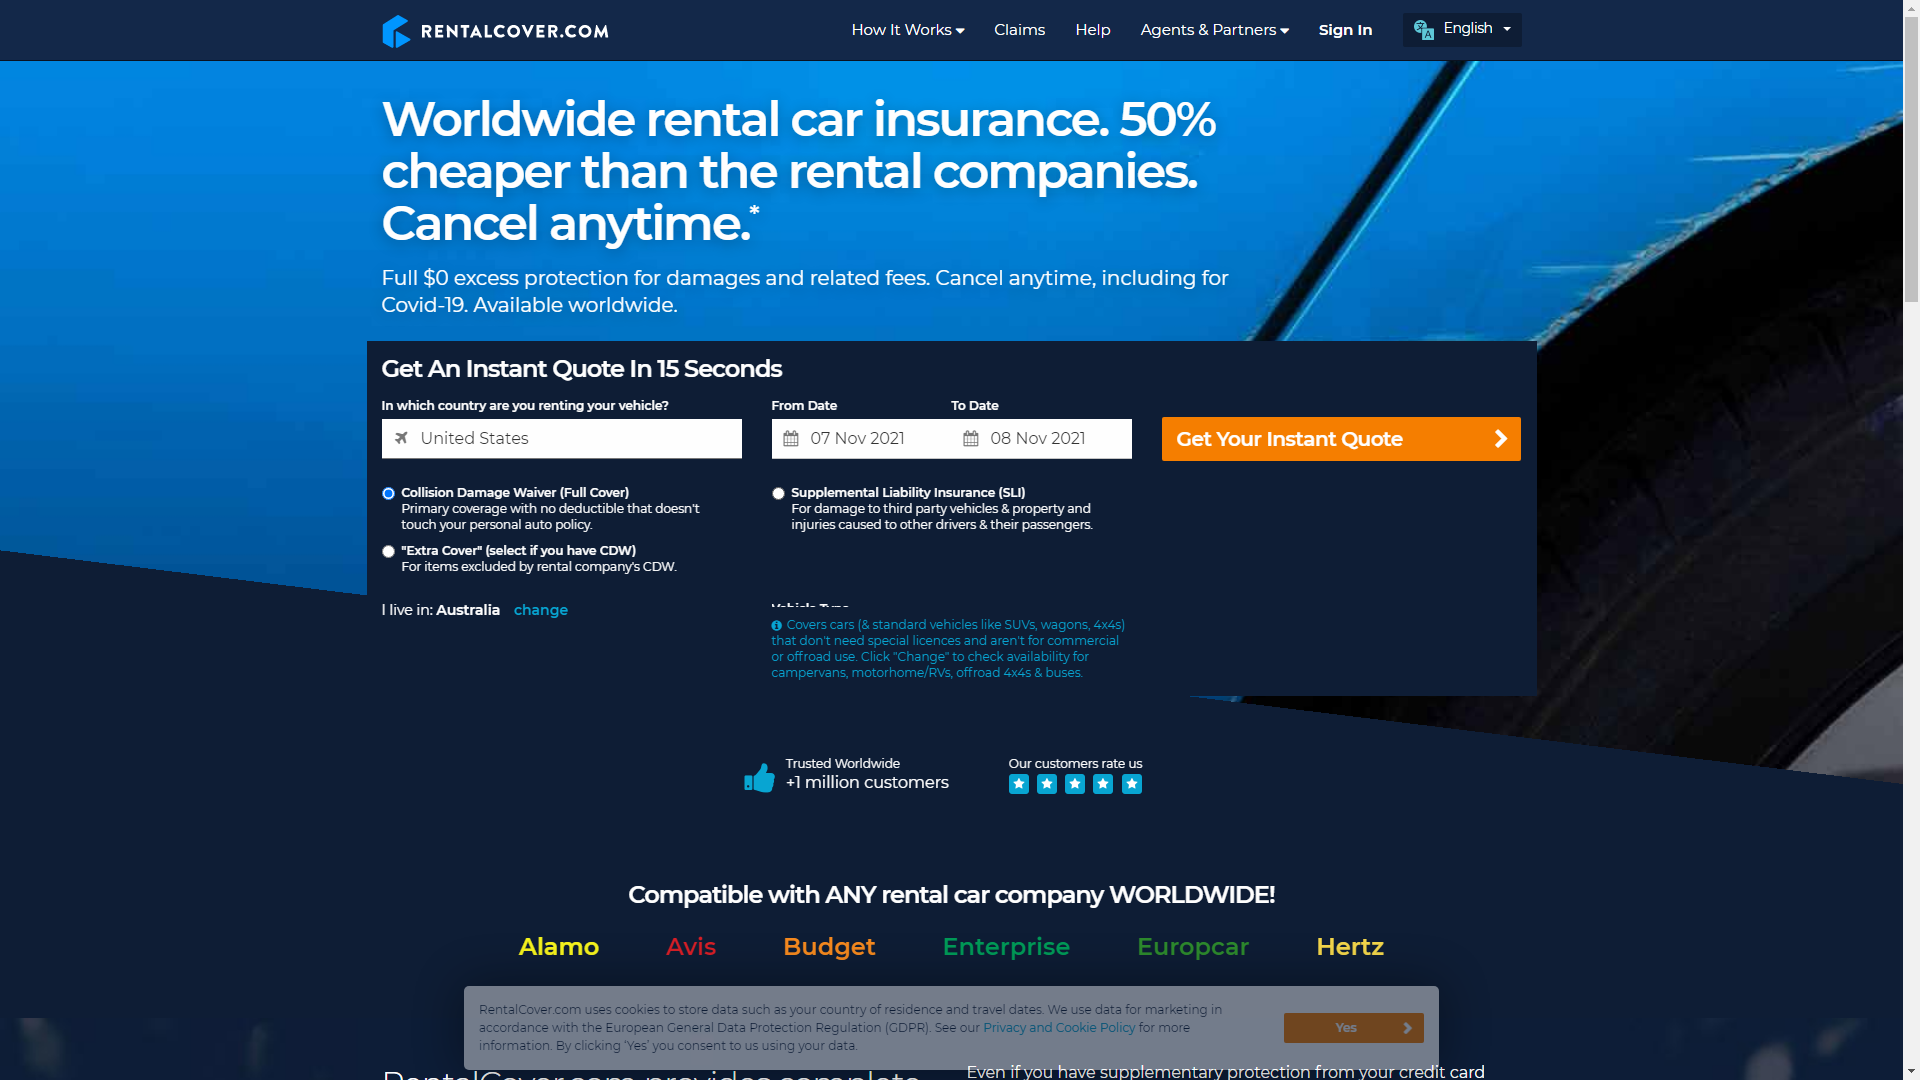 RENTALCOVER.COM
How It Works
Claims
Help
Agents & Partners
Sign In
English
Worldwide rental car insurance. 50%
cheaper than the rental companies.
Cancel anytime.*
Full $0 excess protection for damages and related fees. Cancel anytime, including for
Covid-19. Available worldwide.
Get An Instant Quote In 15 Seconds
In which country are you renting your vehicle?
United States
From Date
To Date
07 Nov 2021
08 Nov 2021
Get Your Instant Quote
Collision Damage Waiver (Full Cover)
Primary coverage with no deductible that doesn't
touch your personal auto policy.
Supplemental Liability Insurance (SLI)
For damage to third party vehicles & property and
injuries caused to other drivers & their passengers.
"Extra Cover" (select if you have CDW)
For items excluded by rental company's CDW.
I live in: Australia change
Vehicle Type
Covers cars (& standard vehicles like SUVs, wagons, 4x4s)
that don't need special licences and aren't for commercial
or offroad use. Click "Change" to check availability for
campervans, motorhome/RVs, offroad 4x4s & buses.
Trusted Worldwide
+1 million customers
Our customers rate us
Compatible with ANY rental car company WORLDWIDE!
Alamo
Avis
Budget
Enterprise
Europcar
Hertz
RentalCover.com uses cookies to store data such as your country of residence and travel dates. We use data for marketing in
accordance with the European General Data Protection Regulation (GDPR). See our Privacy and Cookie Policy for more
information. By clicking 'Yes' you consent to us using your data.
Yes
RentalCover.com provides complete
Even if you have supplementary protection from your credit card